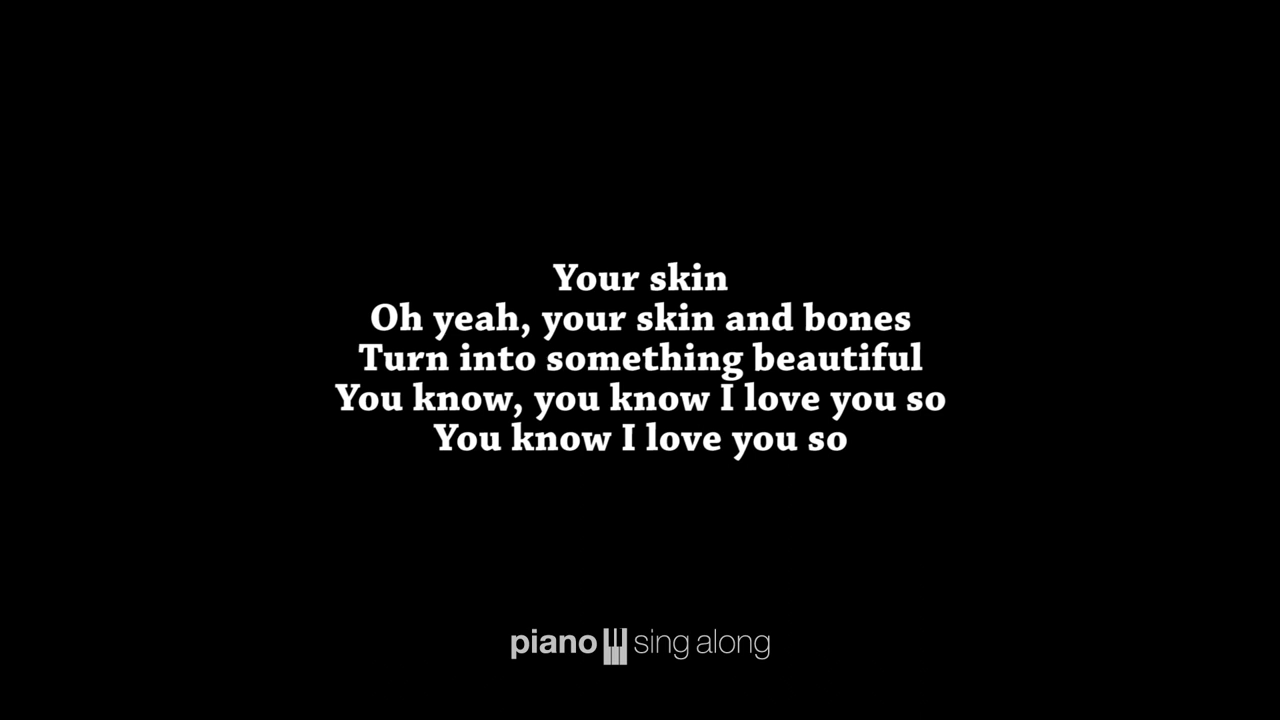 Your skin
Oh yeah, your skin and bones
Turn into something beautiful
You know, you know I love you so
You know I love you so
piano sing along